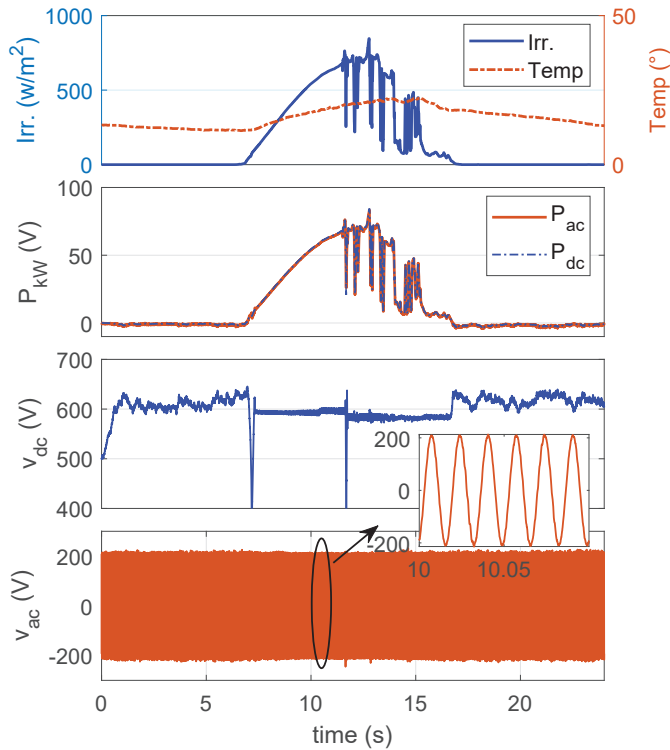 1000
500
0
Irr. (w/m²)
50
25
0
Temp (°)
Irr.
Temp
100
50
0
P_kW (V)
P_ac
P_dc
700
600
500
400
v_dc (V)
200
0
-200
10
10.05
200
0
-200
v_ac (V)
0
5
10
15
20
time (s)